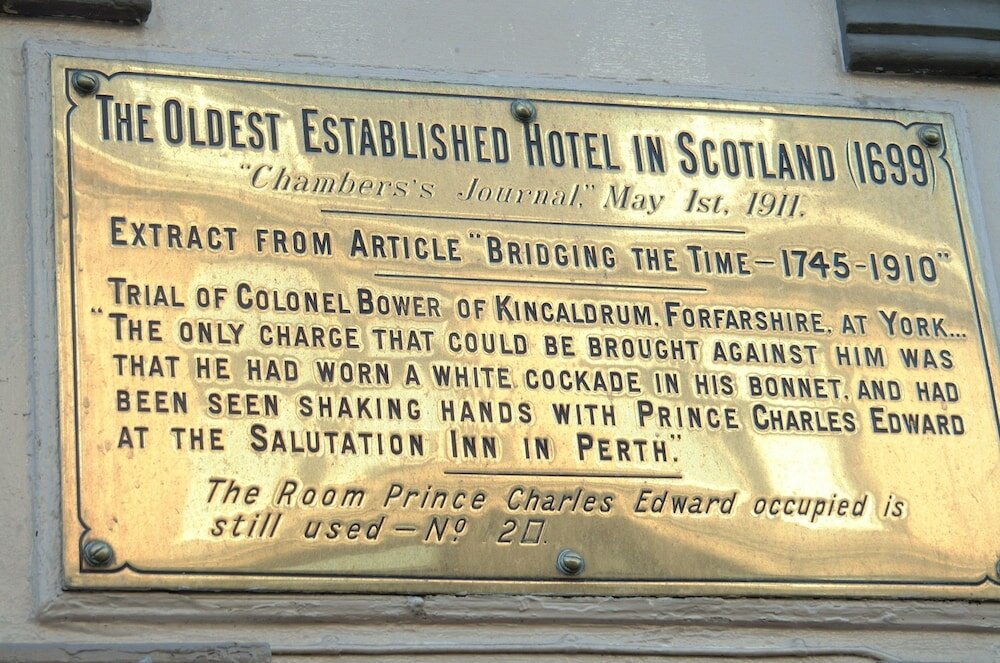 THE OLDEST ESTABLISHED HOTEL IN SCOTLAND (1699)
"Chambers's Journal," May 1st, 1911.
EXTRACT FROM ARTICLE "BRIDGING THE TIME – 1745-1910"
TRIAL OF COLONEL BOWER OF KINCALDRUM, FORFARSHIRE, AT YORK...
"THE ONLY CHARGE THAT COULD BE BROUGHT AGAINST HIM WAS
THAT HE HAD WORN A WHITE COCKADE IN HIS BONNET, AND HAD
BEEN SEEN SHAKING HANDS WITH PRINCE CHARLES EDWARD
AT THE SALUTATION INN IN PERTH."
The Room Prince Charles Edward occupied is
still used – No.